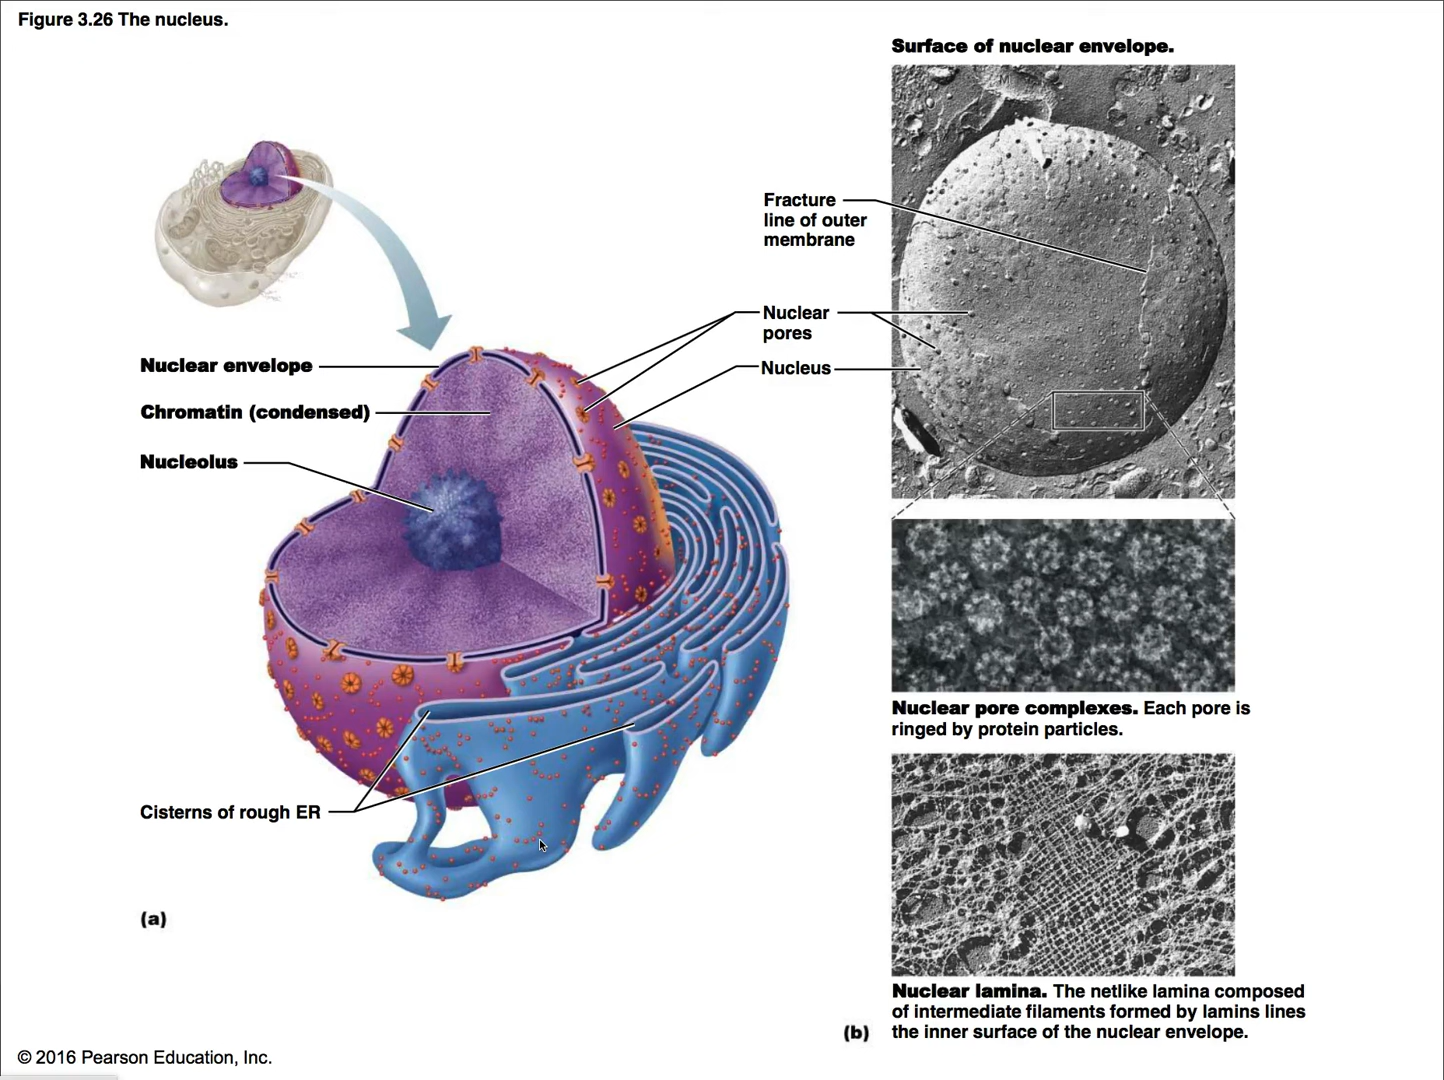 Figure 3.26 The nucleus.
Surface of nuclear envelope.
M
Fracture
line of outer
membrane
Nuclear
pores
Nucleus
Nuclear envelope
Chromatin (condensed)
Nucleolus
Cisterns of rough ER
(a)
Nuclear pore complexes. Each pore is
ringed by protein particles.
Nuclear lamina. The netlike lamina composed
of intermediate filaments formed by lamins lines
the inner surface of the nuclear envelope.
(b)
© 2016 Pearson Education, Inc.